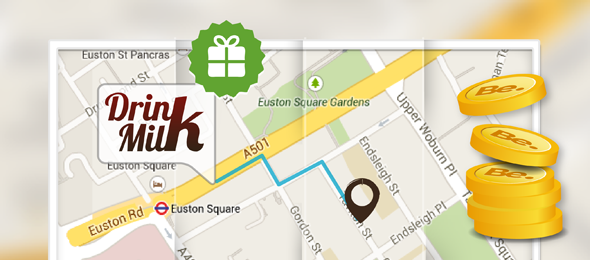 Euston St Pancras
Drink
Milk
Euston Square Gardens
A501
Upper Woburn Pl
Euston Square
Euston Square
Euston Rd
Gordon St
Endsleigh St
Endsleigh Pl
Be.
Be.
Be.